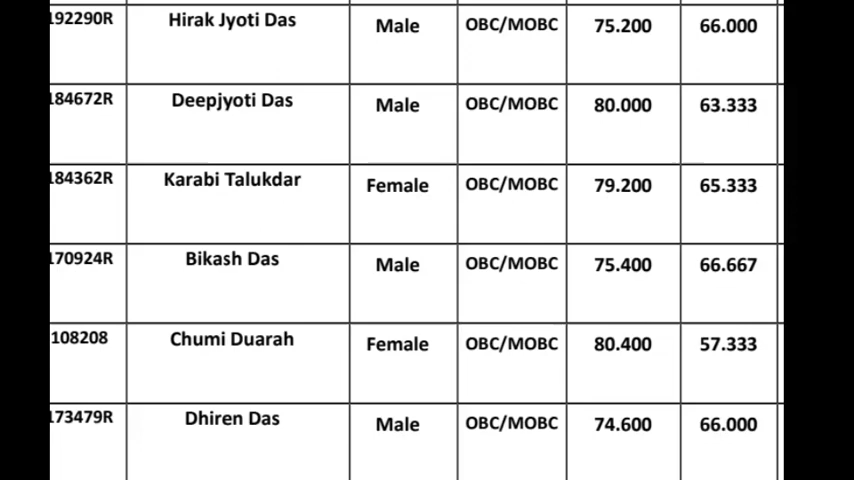 192290R Hirak Jyoti Das Male OBC/MOBC 75.200 66.000
184672R Deepjyoti Das Male OBC/MOBC 80.000 63.333
184362R Karabi Talukdar Female OBC/MOBC 79.200 65.333
170924R Bikash Das Male OBC/MOBC 75.400 66.667
108208 Chumi Duarah Female OBC/MOBC 80.400 57.333
173479R Dhiren Das Male OBC/MOBC 74.600 66.000